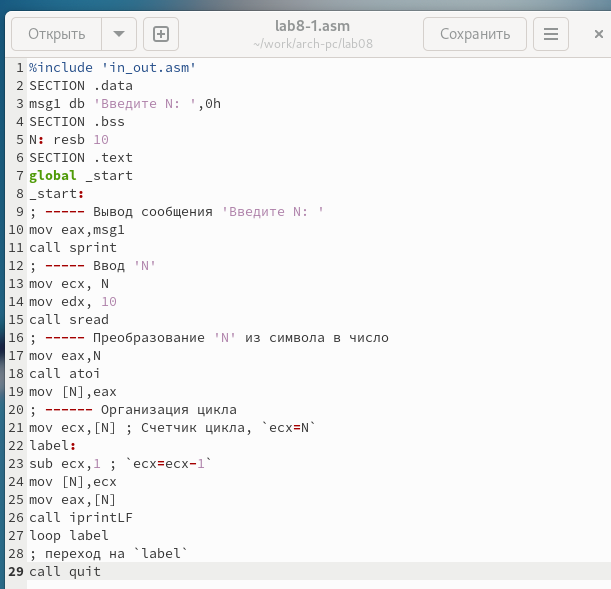 Открыть
lab8-1.asm
~/work/arch-pc/lab08
Сохранить
1 %include 'in_out.asm'
2 SECTION .data
3 msg1 db 'Введите N: ',0h
4 SECTION .bss
5 N: resb 10
6 SECTION .text
7 global _start
8 _start:
9 ; ----- Вывод сообщения 'Введите N: '
10 mov eax,msg1
11 call sprint
12 ; ----- Ввод 'N'
13 mov ecx, N
14 mov edx, 10
15 call sread
16 ; ----- Преобразование 'N' из символа в число
17 mov eax,N
18 call atoi
19 mov [N],eax
20 ; ------ Организация цикла
21 mov ecx,[N] ; Счетчик цикла, `ecx=N`
22 label:
23 sub ecx,1 ; `ecx=ecx-1`
24 mov [N],ecx
25 mov eax,[N]
26 call iprintLF
27 loop label
28 ; переход на `label`
29 call quit